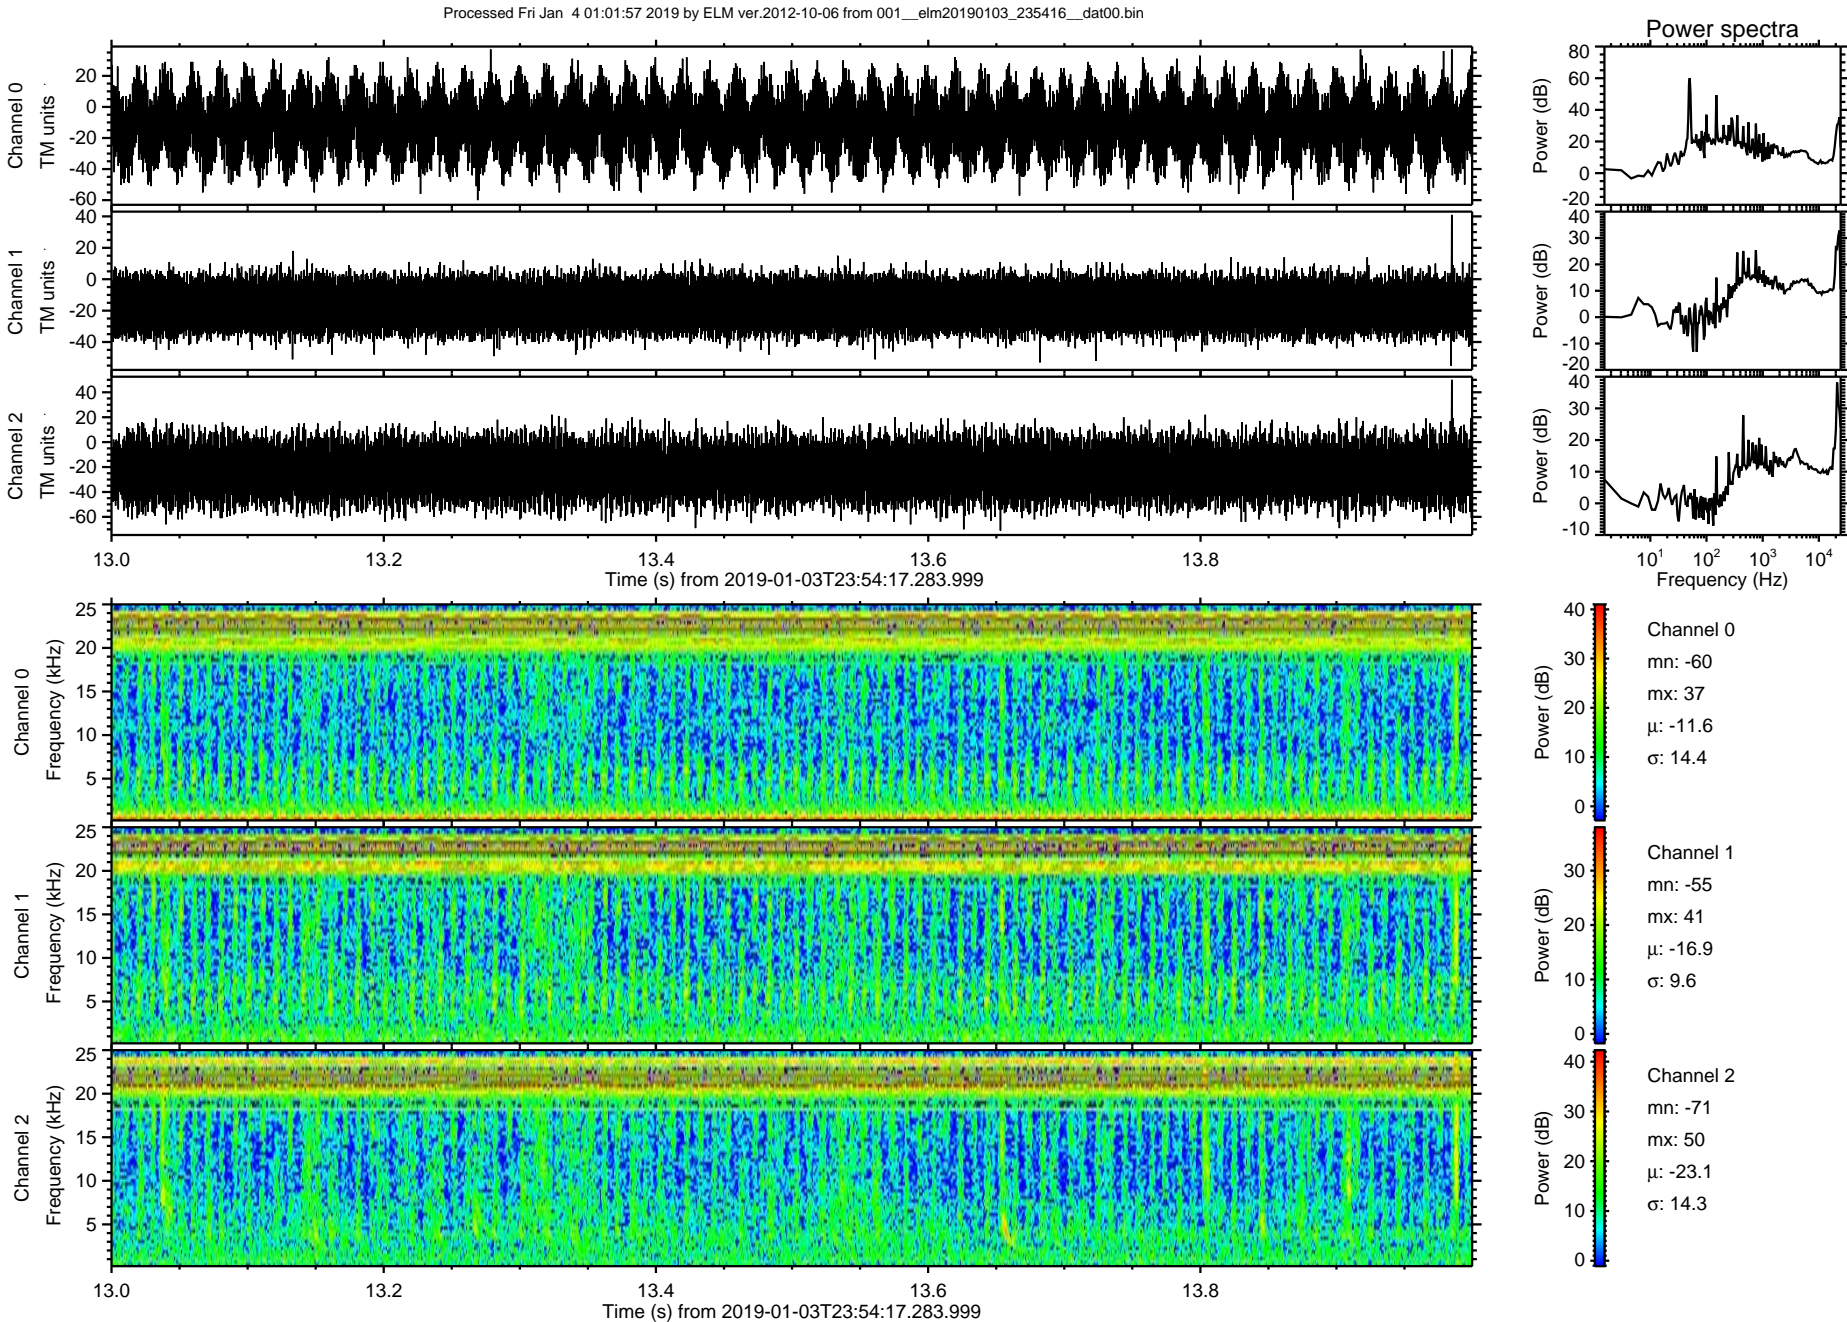 Processed Fri Jan  4 01:01:57 2019 by ELM ver.2012-10-06 from 001__elm20190103_235416__dat00.bin
Power spectra
Channel 0
TM units
20
0
-20
-40
-60
Power (dB)
80
60
40
20
0
-20
Channel 1
TM units
40
20
0
-20
-40
Power (dB)
40
30
20
10
0
-10
-20
Channel 2
TM units
40
20
0
-20
-40
-60
Power (dB)
40
30
20
10
0
-10
13.0 13.2 13.4 13.6 13.8
Time (s) from 2019-01-03T23:54:17.283.999
10^1 10^2 10^3 10^4
Frequency (Hz)
Channel 0
Frequency (kHz)
25
20
15
10
5
Power (dB)
40
30
20
10
0
Channel 0
mn: -60
mx: 37
μ: -11.6
σ: 14.4
Channel 1
Frequency (kHz)
25
20
15
10
5
Power (dB)
30
20
10
0
Channel 1
mn: -55
mx: 41
μ: -16.9
σ: 9.6
Channel 2
Frequency (kHz)
25
20
15
10
5
Power (dB)
40
30
20
10
0
Channel 2
mn: -71
mx: 50
μ: -23.1
σ: 14.3
13.0 13.2 13.4 13.6 13.8
Time (s) from 2019-01-03T23:54:17.283.999